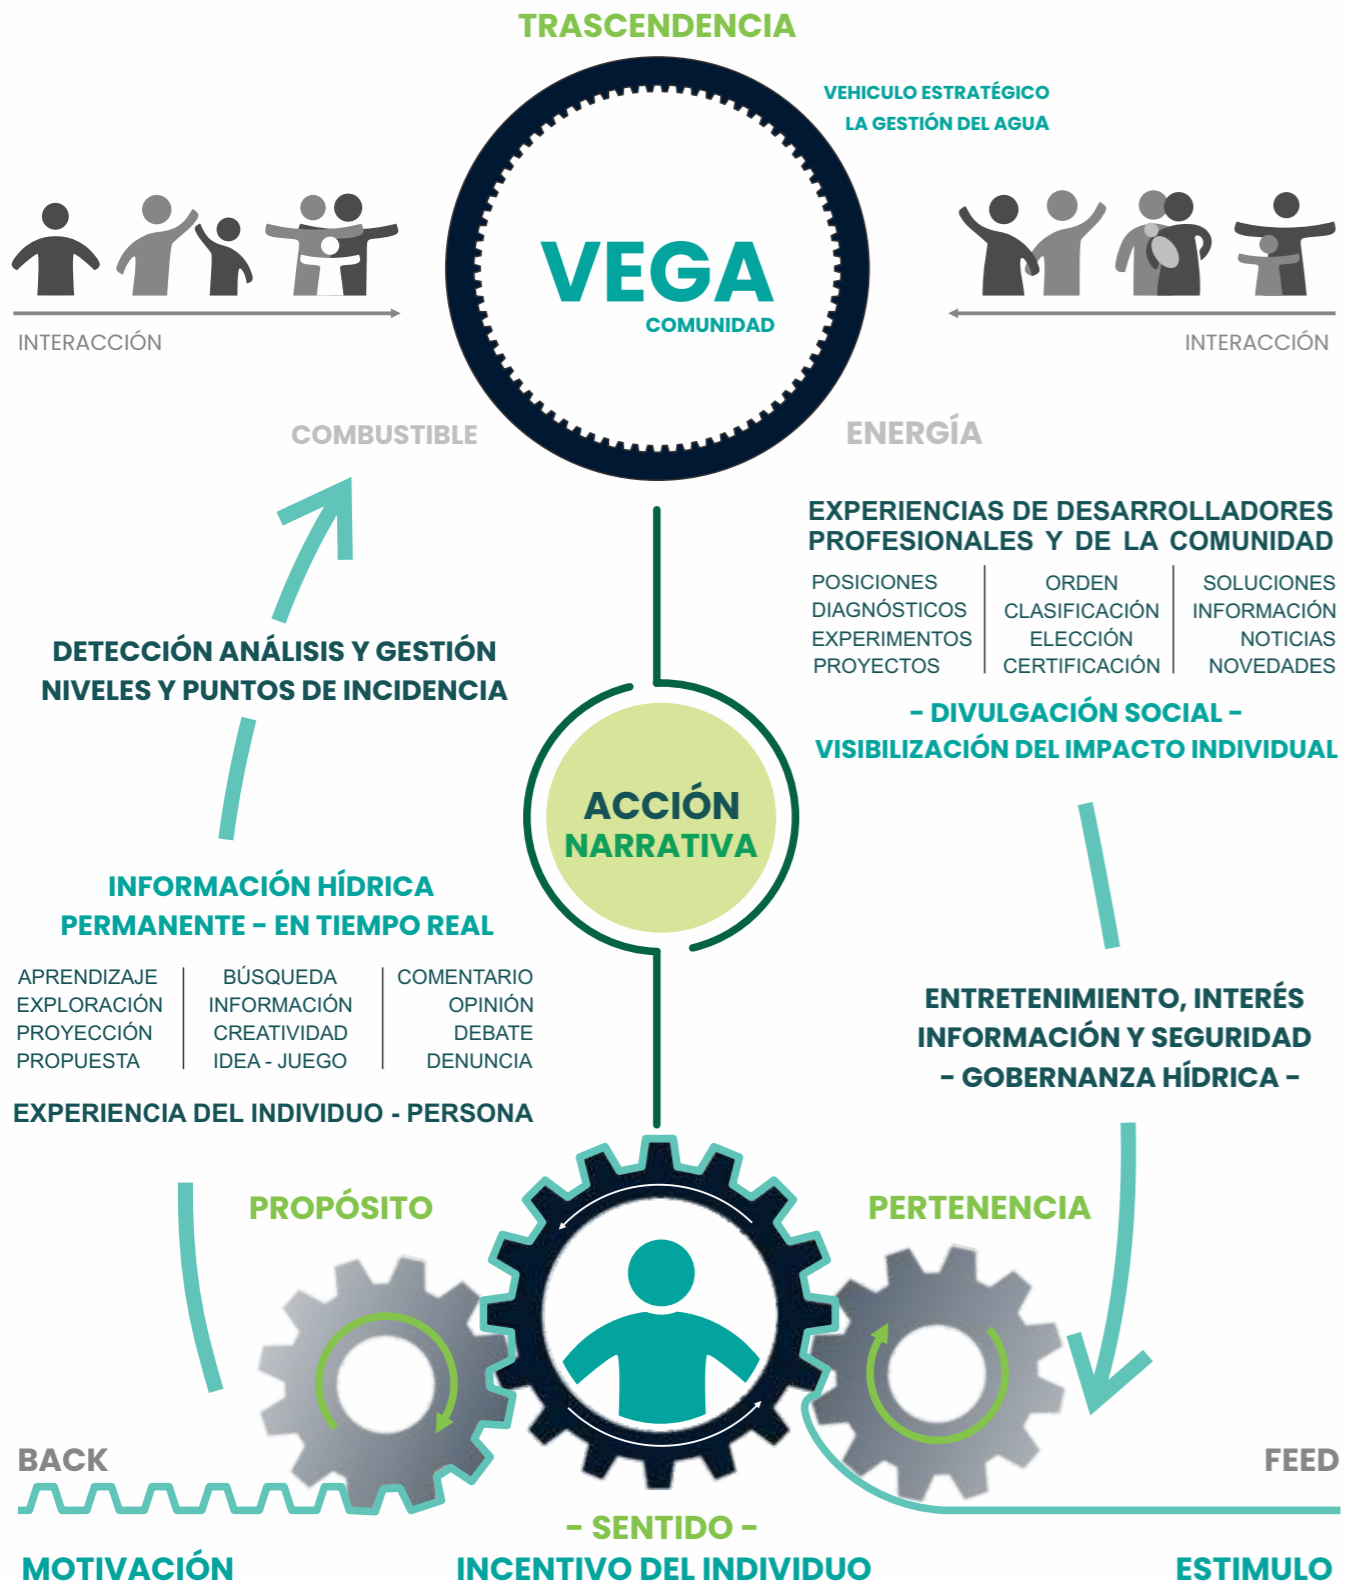 TRASCENDENCIA
VEHICULO ESTRATÉGICO
LA GESTIÓN DEL AGUA
VEGA
COMUNIDAD
INTERACCIÓN
INTERACCIÓN
COMBUSTIBLE
ENERGÍA
EXPERIENCIAS DE DESARROLLADORES
PROFESIONALES Y DE LA COMUNIDAD
POSICIONES
DIAGNÓSTICOS
EXPERIMENTOS
PROYECTOS
ORDEN
CLASIFICACIÓN
ELECCIÓN
CERTIFICACIÓN
SOLUCIONES
INFORMACIÓN
NOTICIAS
NOVEDADES
- DIVULGACIÓN SOCIAL -
VISIBILIZACIÓN DEL IMPACTO INDIVIDUAL
DETECCIÓN ANÁLISIS Y GESTIÓN
NIVELES Y PUNTOS DE INCIDENCIA
ACCIÓN
NARRATIVA
INFORMACIÓN HÍDRICA
PERMANENTE - EN TIEMPO REAL
APRENDIZAJE
EXPLORACIÓN
PROYECCIÓN
PROPUESTA
BÚSQUEDA
INFORMACIÓN
CREATIVIDAD
IDEA - JUEGO
COMENTARIO
OPINIÓN
DEBATE
DENUNCIA
EXPERIENCIA DEL INDIVIDUO - PERSONA
ENTRETENIMIENTO, INTERÉS
INFORMACIÓN Y SEGURIDAD
- GOBERNANZA HÍDRICA -
PROPÓSITO
PERTENENCIA
BACK
FEED
- SENTIDO -
MOTIVACIÓN
INCENTIVO DEL INDIVIDUO
ESTIMULO